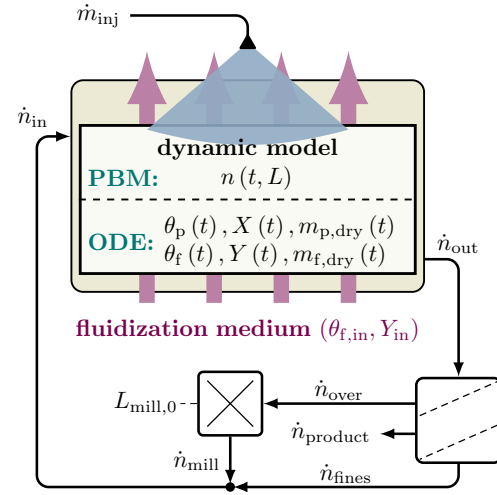 ṁ_inj
ṅ_in
dynamic model
PBM: n (t, L)
ODE: θ_p (t) , X (t) , m_p,dry (t)
θ_f (t) , Y (t) , m_f,dry (t)
ṅ_out
fluidization medium (θ_f,in, Y_in)
L_mill,0
ṅ_over
ṅ_product
ṅ_mill
ṅ_fines